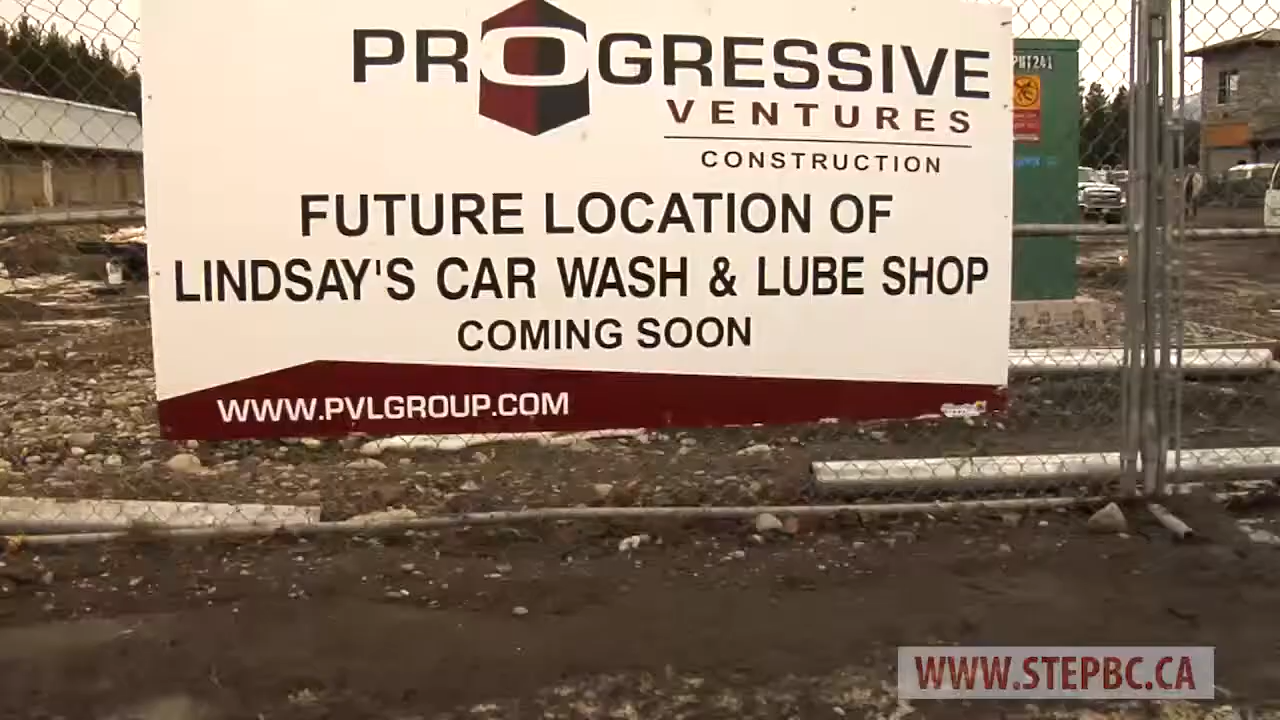 PROGRESSIVE
VENTURES
CONSTRUCTION
FUTURE LOCATION OF
LINDSAY'S CAR WASH & LUBE SHOP
COMING SOON
WWW.PVLGROUP.COM
PHT241
WWW.STEPBC.CA